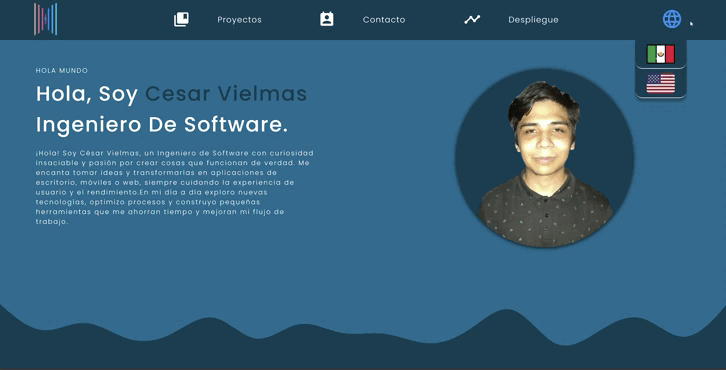 Proyectos
Contacto
Despliegue
HOLA MUNDO
Hola, Soy Cesar Vielmas
Ingeniero De Software.
¡Hola! Soy César Vielmas, un Ingeniero de Software con curiosidad
insaciable y pasión por crear cosas que funcionan de verdad. Me
encanta tomar ideas y transformarlas en aplicaciones de
escritorio, móviles o web, siempre cuidando la experiencia de
usuario y el rendimiento.En mi día a día exploro nuevas
tecnologías, optimizo procesos y construyo pequeñas
herramientas que me ahorran tiempo y mejoran mi flujo de
trabajo.